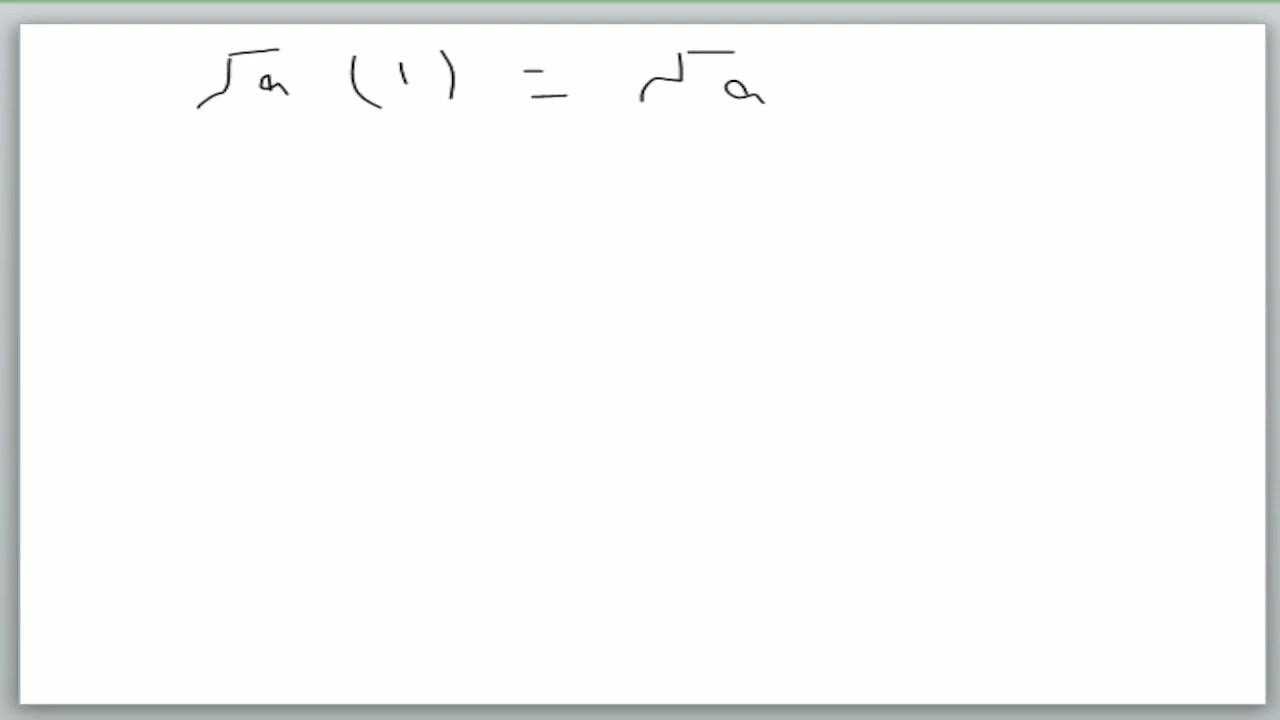 √a (1) = √a